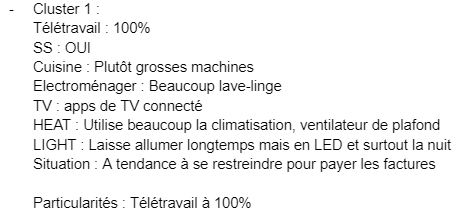 - Cluster 1 :
Télétravail : 100%
SS : OUI
Cuisine : Plutôt grosses machines
Electroménager : Beaucoup lave-linge
TV : apps de TV connecté
HEAT : Utilise beaucoup la climatisation, ventilateur de plafond
LIGHT : Laisse allumer longtemps mais en LED et surtout la nuit
Situation : A tendance à se restreindre pour payer les factures

Particularités : Télétravail à 100%